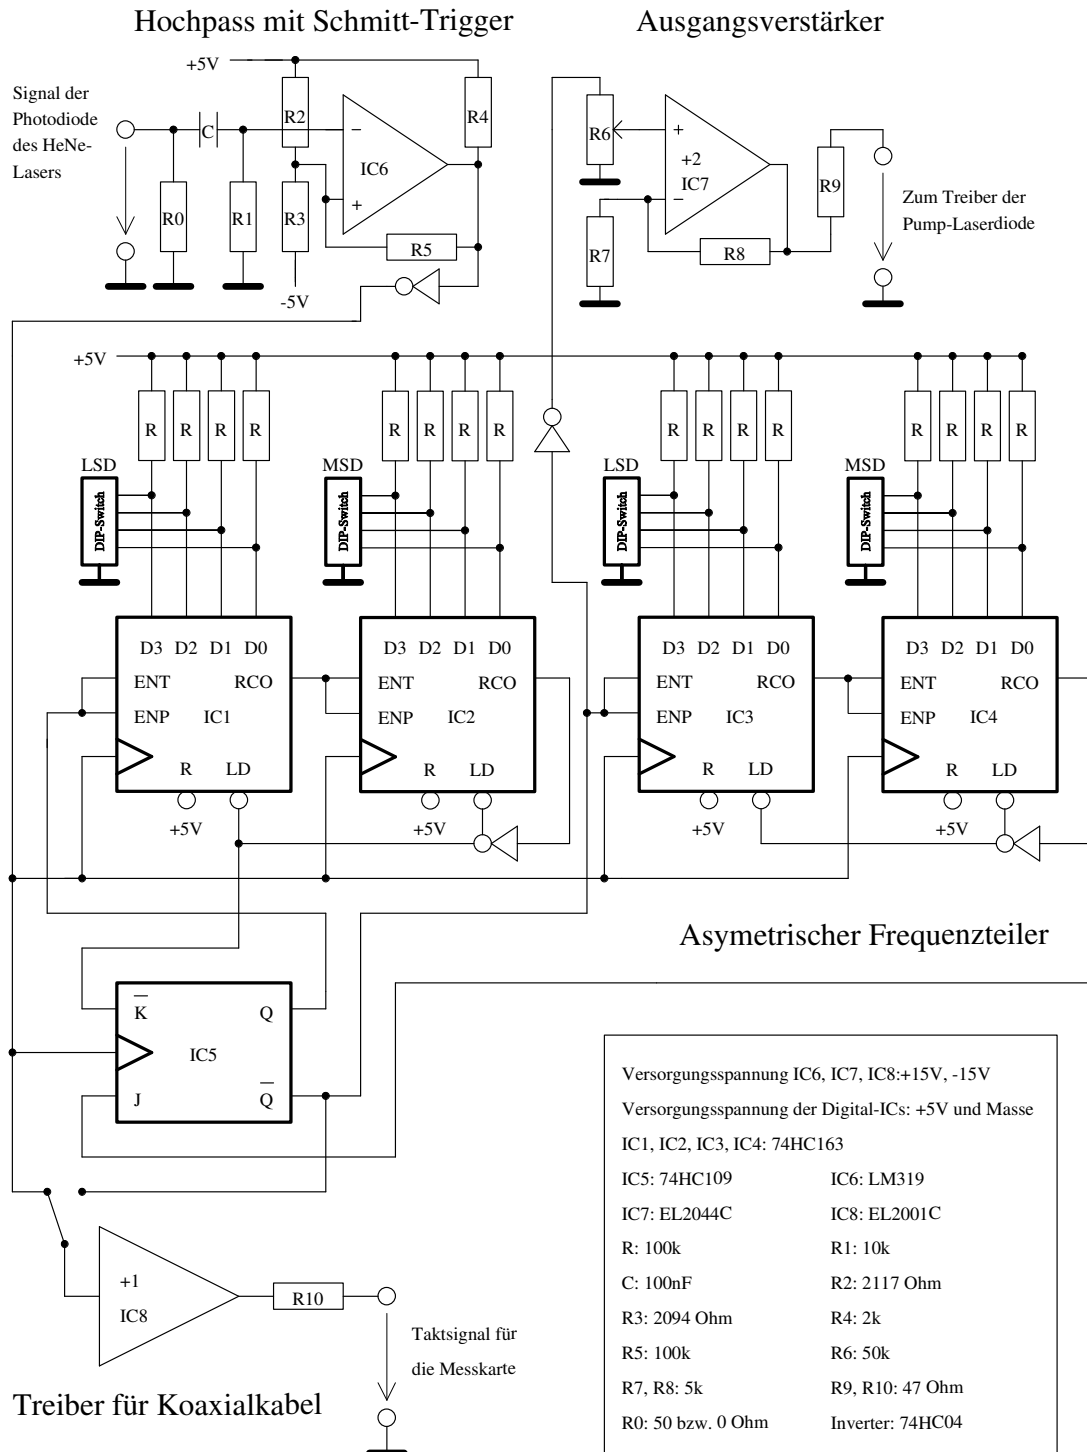 Hochpass mit Schmitt-Trigger
Ausgangsverstärker
+5V
Signal der
Photodiode
des HeNe-
Lasers
C
R0
R1
R2
R3
-5V
−
+
IC6
R4
R5
R6
+
+2
IC7
−
R7
R8
R9
Zum Treiber der
Pump-Laserdiode
+5V
R R R R
R R R R
R R R R
R R R R
LSD
DIP-Switch
MSD
DIP-Switch
LSD
DIP-Switch
MSD
DIP-Switch
D3 D2 D1 D0
ENT RCO
ENP IC1
R LD
+5V
D3 D2 D1 D0
ENT RCO
ENP IC2
R LD
+5V
D3 D2 D1 D0
ENT RCO
ENP IC3
R LD
+5V
D3 D2 D1 D0
ENT RCO
ENP IC4
R LD
+5V
Asymetrischer Frequenzteiler
K̅ Q
IC5
J Q̅
Versorgungsspannung IC6, IC7, IC8:+15V, -15V
Versorgungsspannung der Digital-ICs: +5V und Masse
IC1, IC2, IC3, IC4: 74HC163
IC5: 74HC109 IC6: LM319
IC7: EL2044C IC8: EL2001C
R: 100k R1: 10k
C: 100nF R2: 2117 Ohm
R3: 2094 Ohm R4: 2k
R5: 100k R6: 50k
R7, R8: 5k R9, R10: 47 Ohm
R0: 50 bzw. 0 Ohm Inverter: 74HC04
+1
IC8
R10
Taktsignal für
die Messkarte
Treiber für Koaxialkabel